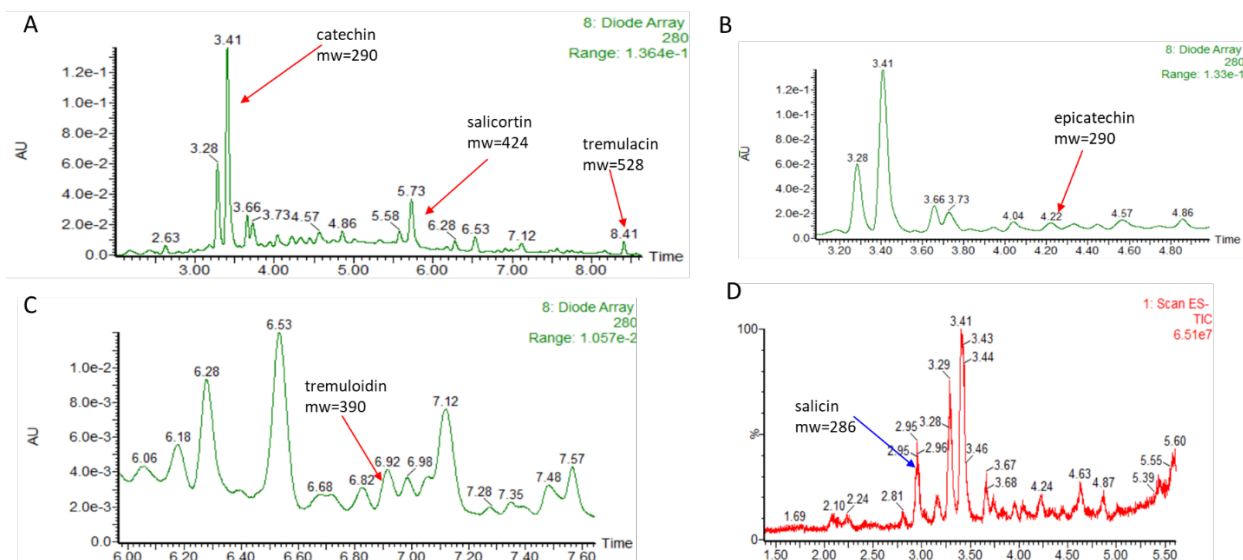 A
8: Diode Array
280
Range: 1.364e-1
catechin
mw=290
salicortin
mw=424
tremulacin
mw=528
AU
1.2e-1
1.0e-1
8.0e-2
6.0e-2
4.0e-2
2.0e-2
0.0
2.63
3.28
3.41
3.66
3.73
4.57
4.86
5.58
5.73
6.28
6.53
7.12
8.41
3.00
4.00
5.00
6.00
7.00
8.00
Time
B
8: Diode Array
280
Range: 1.33e-1
epicatechin
mw=290
AU
1.2e-1
1.0e-1
8.0e-2
6.0e-2
4.0e-2
2.0e-2
0.0
3.28
3.41
3.66
3.73
4.04
4.22
4.57
4.86
3.20
3.40
3.60
3.80
4.00
4.20
4.40
4.60
4.80
Time
C
8: Diode Array
280
Range: 1.057e-2
tremuloidin
mw=390
AU
1.0e-2
8.0e-3
6.0e-3
4.0e-3
2.0e-3
0.0
6.06
6.18
6.28
6.53
6.68
6.82
6.92
6.98
7.12
7.28
7.35
7.48
7.57
6.00
6.20
6.40
6.60
6.80
7.00
7.20
7.40
7.60
Time
D
1: Scan ES-
TIC
6.51e7
salicin
mw=286
%
100
0
1.69
2.10
2.24
2.81
2.95
2.95
2.96
3.28
3.29
3.41
3.43
3.44
3.46
3.67
3.68
4.24
4.63
4.87
5.39
5.55
5.60
1.50
2.00
2.50
3.00
3.50
4.00
4.50
5.00
5.50
Time